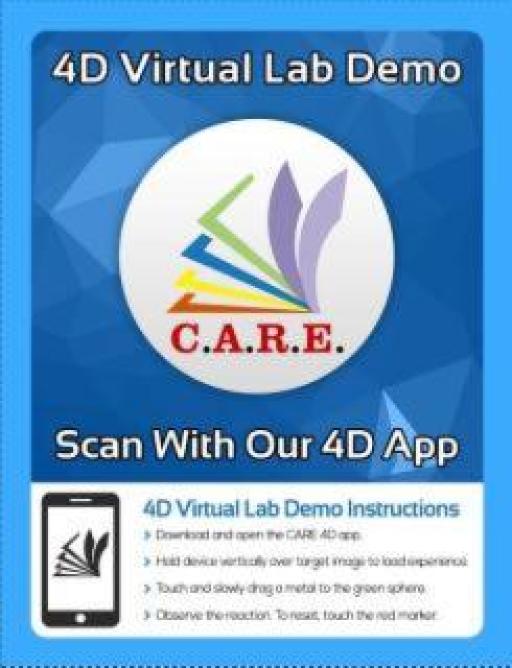 4D Virtual Lab Demo
C.A.R.E.
Scan With Our 4D App
4D Virtual Lab Demo Instructions
Download and open the CARE 4D app.
Hold device vertically over target image to load experience.
Touch and slowly drag a metal to the green sphere.
Observe the reaction. To reset, touch the red marker.